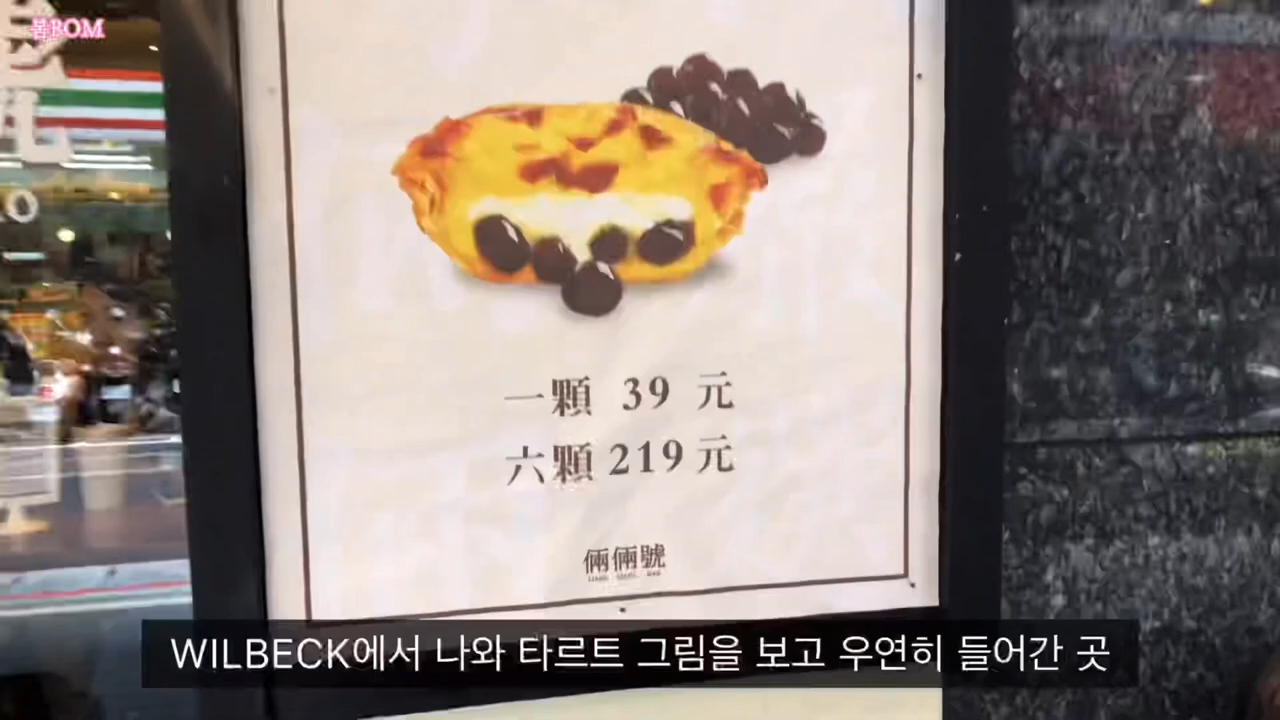 봄BOM
一顆 39 元
六顆 219 元
倆倆號
WILBECK에서 나와 타르트 그림을 보고 우연히 들어간 곳